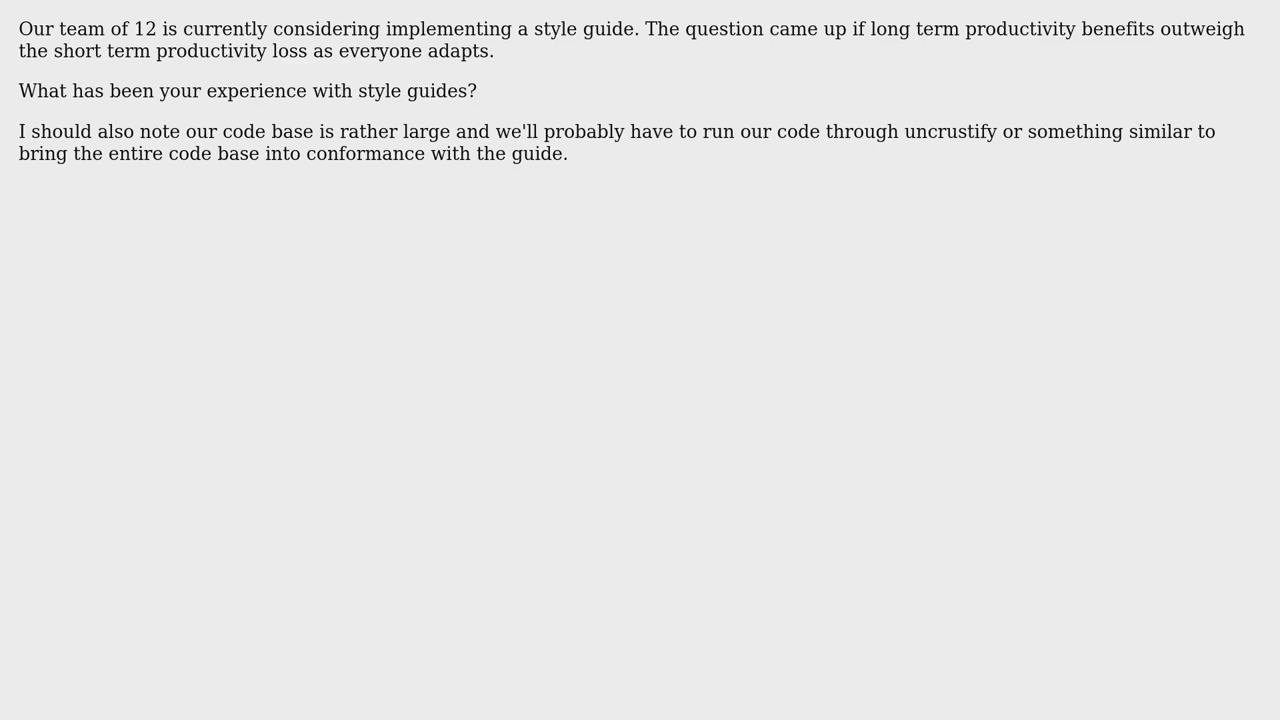 Our team of 12 is currently considering implementing a style guide. The question came up if long term productivity benefits outweigh
the short term productivity loss as everyone adapts.
What has been your experience with style guides?
I should also note our code base is rather large and we'll probably have to run our code through uncrustify or something similar to
bring the entire code base into conformance with the guide.